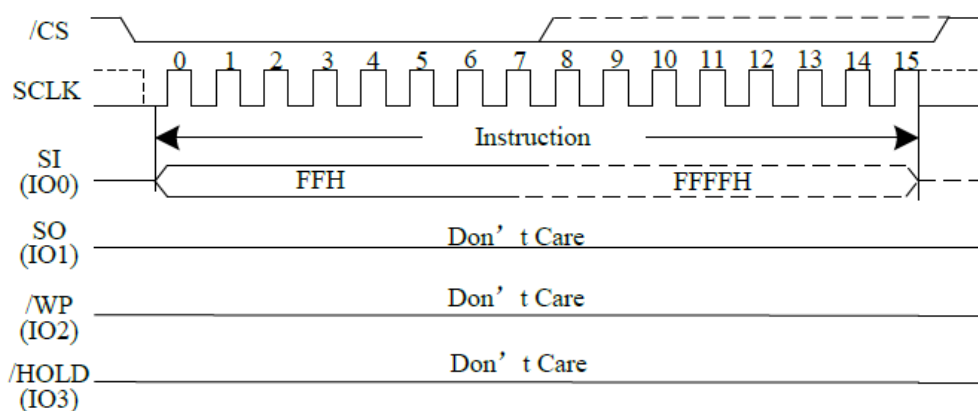 /CS
0 1 2 3 4 5 6 7 8 9 10 11 12 13 14 15
SCLK
Instruction
SI
(IO0)
FFH FFFFH
SO
(IO1)
Don’t Care
/WP
(IO2)
Don’t Care
/HOLD
(IO3)
Don’t Care